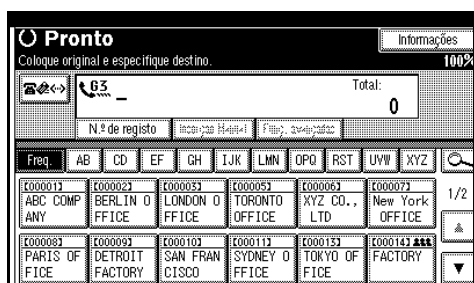 Pronto
Informações
Coloque original e especifique destino.
100%
G3 _
Total:
0
N.º de registo
Freq. AB CD EF GH IJK LMN OPQ RST UVW XYZ
[00001] [00002] [00003] [00005] [00006] [00007]
ABC COMP BERLIN O LONDON O TORONTO XYZ CO., New York
ANY FFICE FFICE OFFICE LTD OFFICE
1/2
[00008] [00009] [00010] [00011] [00013] [00014]
PARIS OF DETROIT SAN FRAN SYDNEY O TOKYO OF FACTORY
FICE FACTORY CISCO FFICE FICE